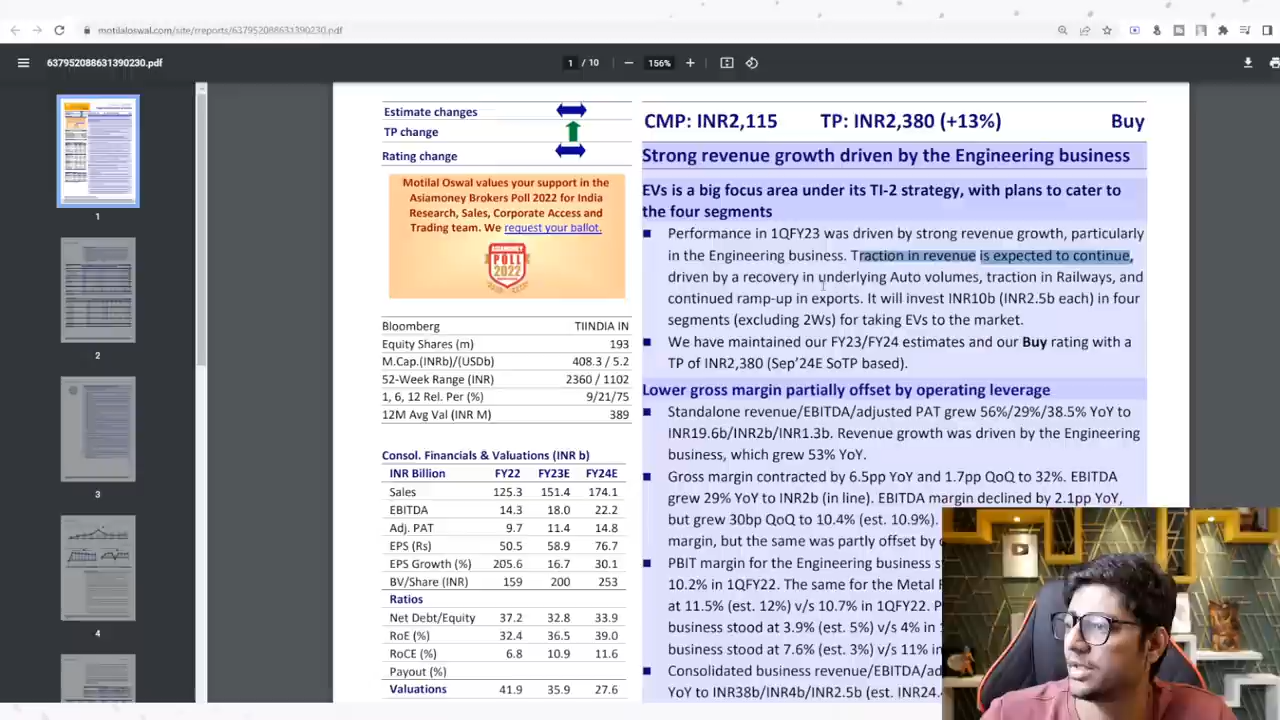 motilaloswal.com/site/rreports/637952088631390230.pdf
637952088631390230.pdf
1 / 10
156%
1
2
3
4
Estimate changes
TP change
Rating change
Motilal Oswal values your support in the
Asiamoney Brokers Poll 2022 for India
Research, Sales, Corporate Access and
Trading team. We request your ballot.
ASIAMONEY
POLL
2022
Bloomberg TIINDIA IN
Equity Shares (m) 193
M.Cap.(INRb)/(USDb) 408.3 / 5.2
52-Week Range (INR) 2360 / 1102
1, 6, 12 Rel. Per (%) 9/21/75
12M Avg Val (INR M) 389
Consol. Financials & Valuations (INR b)
INR Billion FY22 FY23E FY24E
Sales 125.3 151.4 174.1
EBITDA 14.3 18.0 22.2
Adj. PAT 9.7 11.4 14.8
EPS (Rs) 50.5 58.9 76.7
EPS Growth (%) 205.6 16.7 30.1
BV/Share (INR) 159 200 253
Ratios
Net Debt/Equity 37.2 32.8 33.9
RoE (%) 32.4 36.5 39.0
RoCE (%) 6.8 10.9 11.6
Payout (%)
Valuations 41.9 35.9 27.6
CMP: INR2,115 TP: INR2,380 (+13%) Buy
Strong revenue growth driven by the Engineering business
EVs is a big focus area under its TI-2 strategy, with plans to cater to
the four segments
Performance in 1QFY23 was driven by strong revenue growth, particularly
in the Engineering business. Traction in revenue is expected to continue,
driven by a recovery in underlying Auto volumes, traction in Railways, and
continued ramp-up in exports. It will invest INR10b (INR2.5b each) in four
segments (excluding 2Ws) for taking EVs to the market.
We have maintained our FY23/FY24 estimates and our Buy rating with a
TP of INR2,380 (Sep'24E SoTP based).
Lower gross margin partially offset by operating leverage
Standalone revenue/EBITDA/adjusted PAT grew 56%/29%/38.5% YoY to
INR19.6b/INR2b/INR1.3b. Revenue growth was driven by the Engineering
business, which grew 53% YoY.
Gross margin contracted by 6.5pp YoY and 1.7pp QoQ to 32%. EBITDA
grew 29% YoY to INR2b (in line). EBITDA margin declined by 2.1pp YoY,
but grew 30bp QoQ to 10.4% (est. 10.9%).
margin, but the same was partly offset by
PBIT margin for the Engineering business s
10.2% in 1QFY22. The same for the Metal
at 11.5% (est. 12%) v/s 10.7% in 1QFY22. P
business stood at 3.9% (est. 5%) v/s 4% in 1
business stood at 7.6% (est. 3%) v/s 11% in
Consolidated business revenue/EBITDA/ad
YoY to INR38b/INR4b/INR2.5b (est. INR24.